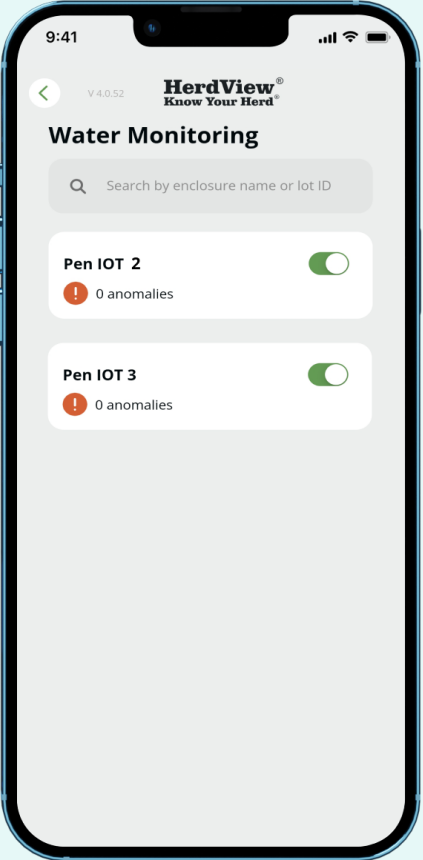 9:41
V 4.0.52
HerdView®
Know Your Herd®
Water Monitoring
Search by enclosure name or lot ID
Pen IOT 2
! 0 anomalies
Pen IOT 3
! 0 anomalies